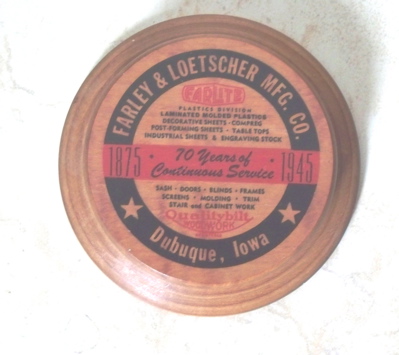 FARLEY & LOETSCHER MFG. CO.
FARLITE
PLASTICS DIVISION
LAMINATED MOLDED PLASTICS
DECORATIVE SHEETS - COMPREG
POST-FORMING SHEETS - TABLE TOPS
INDUSTRIAL SHEETS & ENGRAVING STOCK
1875 · 70 Years of · 1945
Continuous Service
SASH - DOORS - BLINDS - FRAMES
SCREENS - MOLDING - TRIM
STAIR and CABINET WORK
Qualitybilt
WOODWORK
Dubuque, Iowa